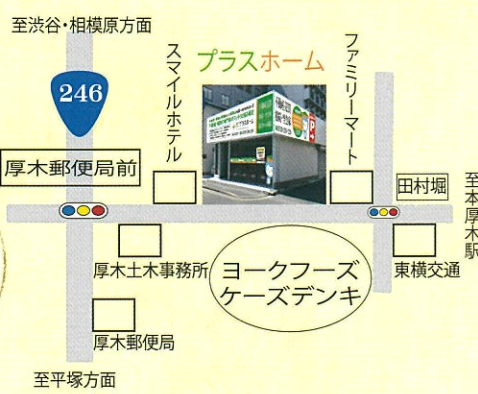 至渋谷・相模原方面
246
スマイルホテル
プラスホーム
ファミリーマート
厚木郵便局前
田村堀
至本厚木駅
厚木土木事務所
ヨークフーズ
ケーズデンキ
東横交通
厚木郵便局
至平塚方面